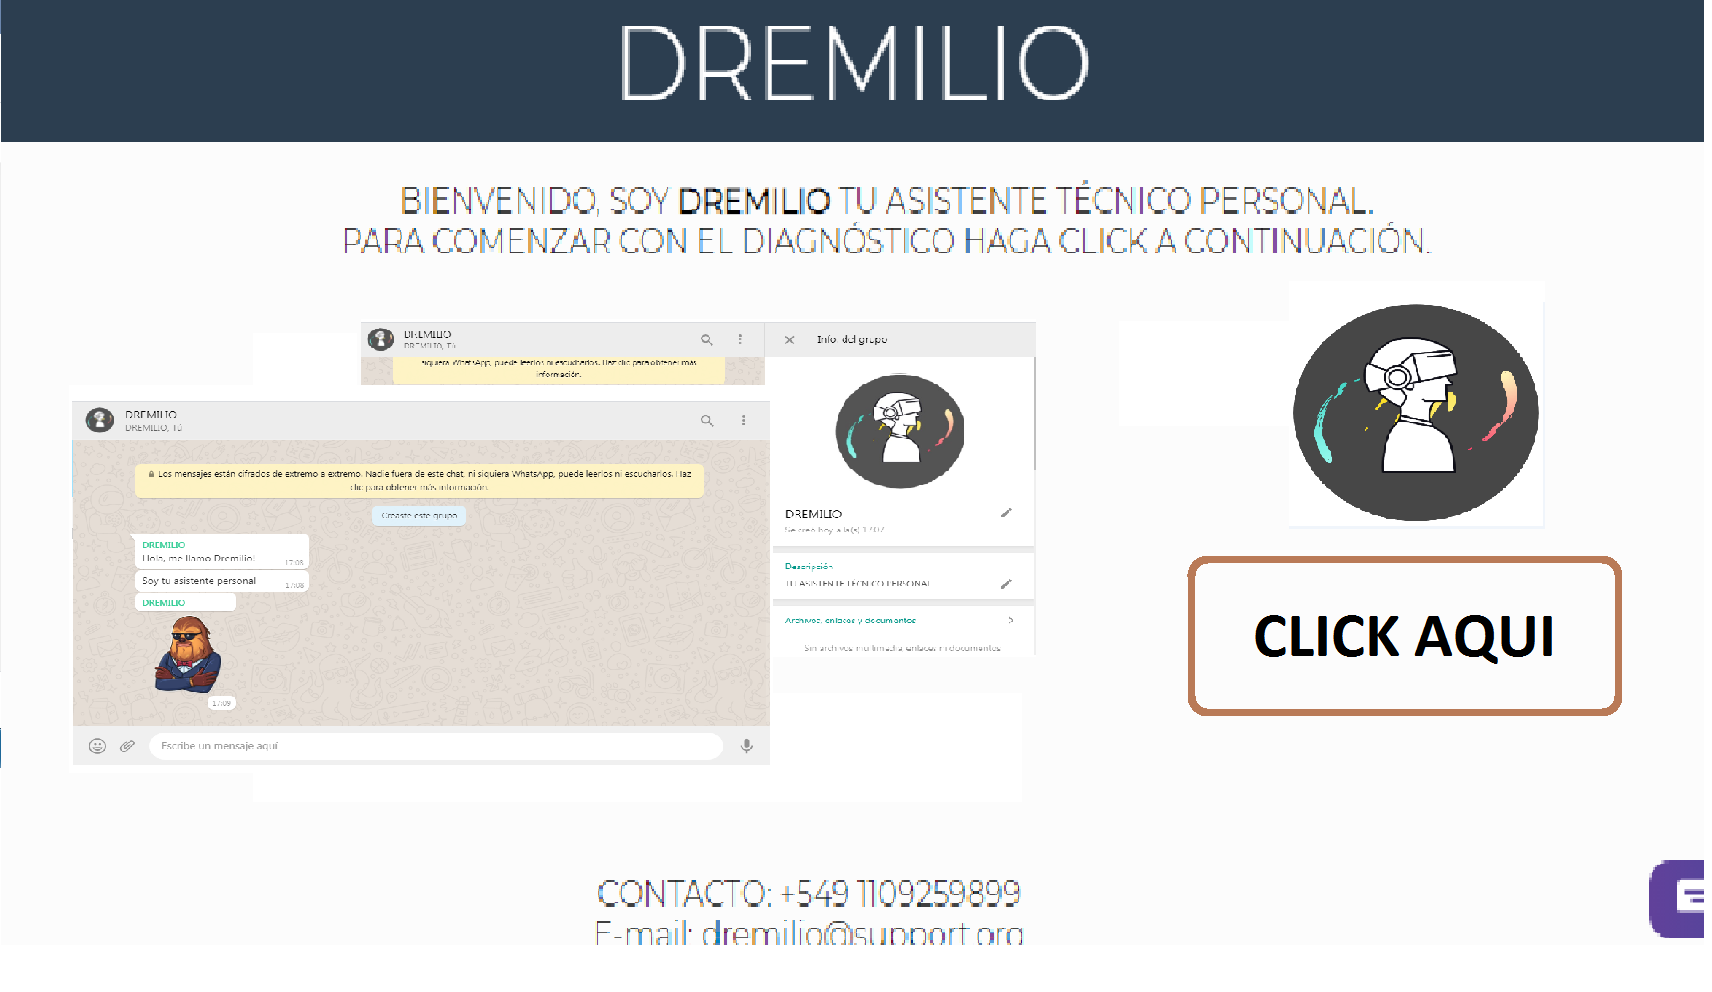 DREMILIO
BIENVENIDO, SOY DREMILIO TU ASISTENTE TÉCNICO PERSONAL.
PARA COMENZAR CON EL DIAGNÓSTICO HAGA CLICK A CONTINUACIÓN.
DREMILIO
DREMILIO, Tú
siquiera WhatsApp, puede leerlos ni escucharlos. Haz clic para obtener más
información.
Info. del grupo
DREMILIO
Se creó hoy a la(s) 17:07
Descripción
TU ASISTENTE TÉCNICO PERSONAL
Archivos, enlaces y documentos
Sin archivos multimedia, enlaces ni documentos
DREMILIO
DREMILIO, Tú
Los mensajes están cifrados de extremo a extremo. Nadie fuera de este chat, ni siquiera WhatsApp, puede leerlos ni escucharlos. Haz
clic para obtener más información.
Creaste este grupo
DREMILIO
Hola, me llamo Dremilio!
17:08
Soy tu asistente personal
17:08
DREMILIO
17:09
Escribe un mensaje aquí
CLICK AQUI
CONTACTO: +549 1109259899
E-mail: dremilio@support.org